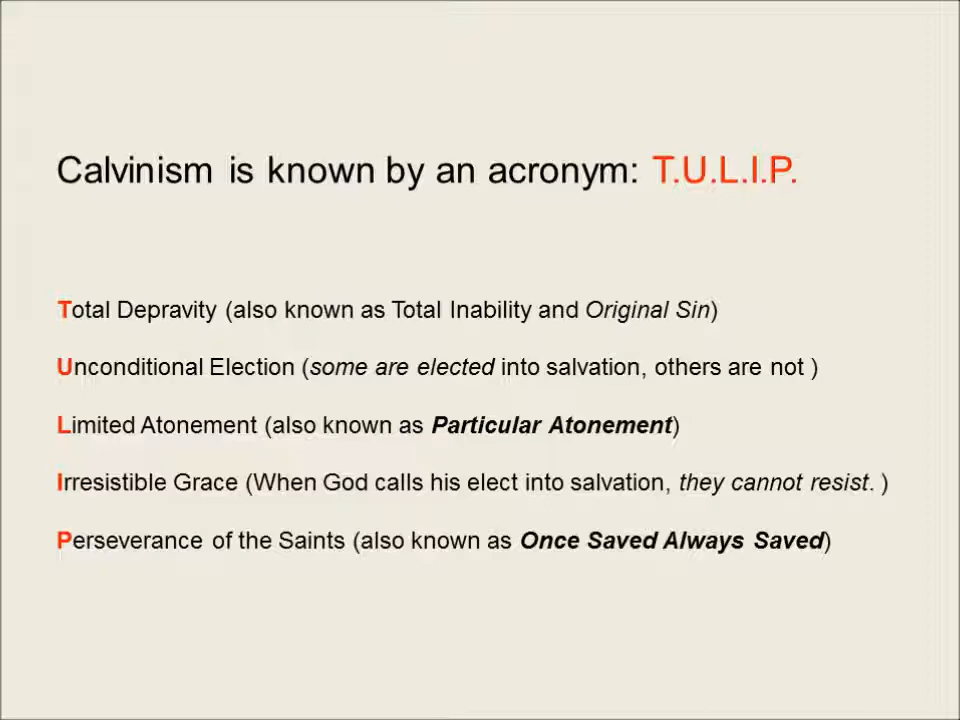 Calvinism is known by an acronym: T.U.L.I.P.
Total Depravity (also known as Total Inability and Original Sin)
Unconditional Election (some are elected into salvation, others are not )
Limited Atonement (also known as Particular Atonement)
Irresistible Grace (When God calls his elect into salvation, they cannot resist. )
Perseverance of the Saints (also known as Once Saved Always Saved)